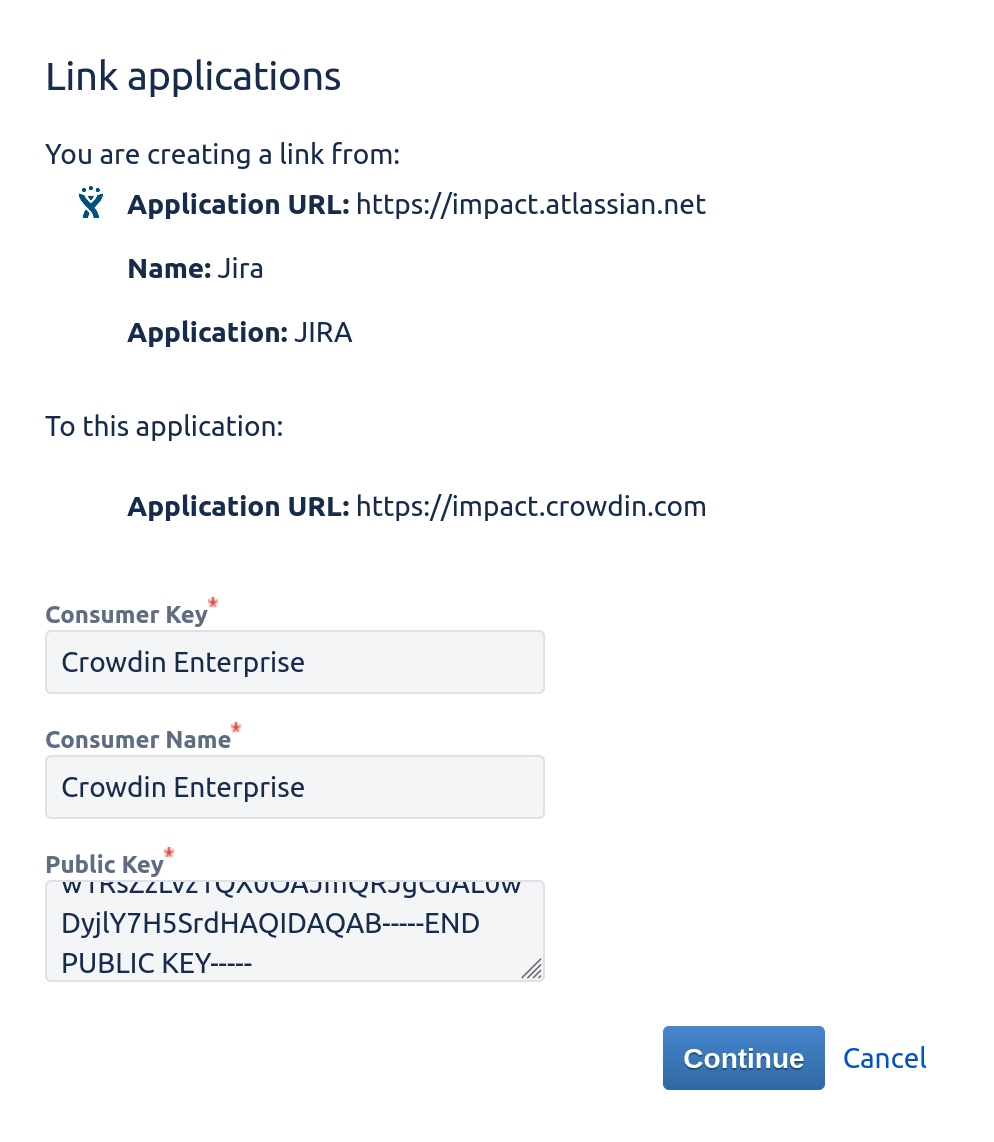 Link applications
You are creating a link from:
Application URL: https://impact.atlassian.net
Name: Jira
Application: JIRA
To this application:
Application URL: https://impact.crowdin.com
Consumer Key*
Crowdin Enterprise
Consumer Name*
Crowdin Enterprise
Public Key*
DyjlY7H5SrdHAQIDAQAB-----END
PUBLIC KEY-----
Continue Cancel